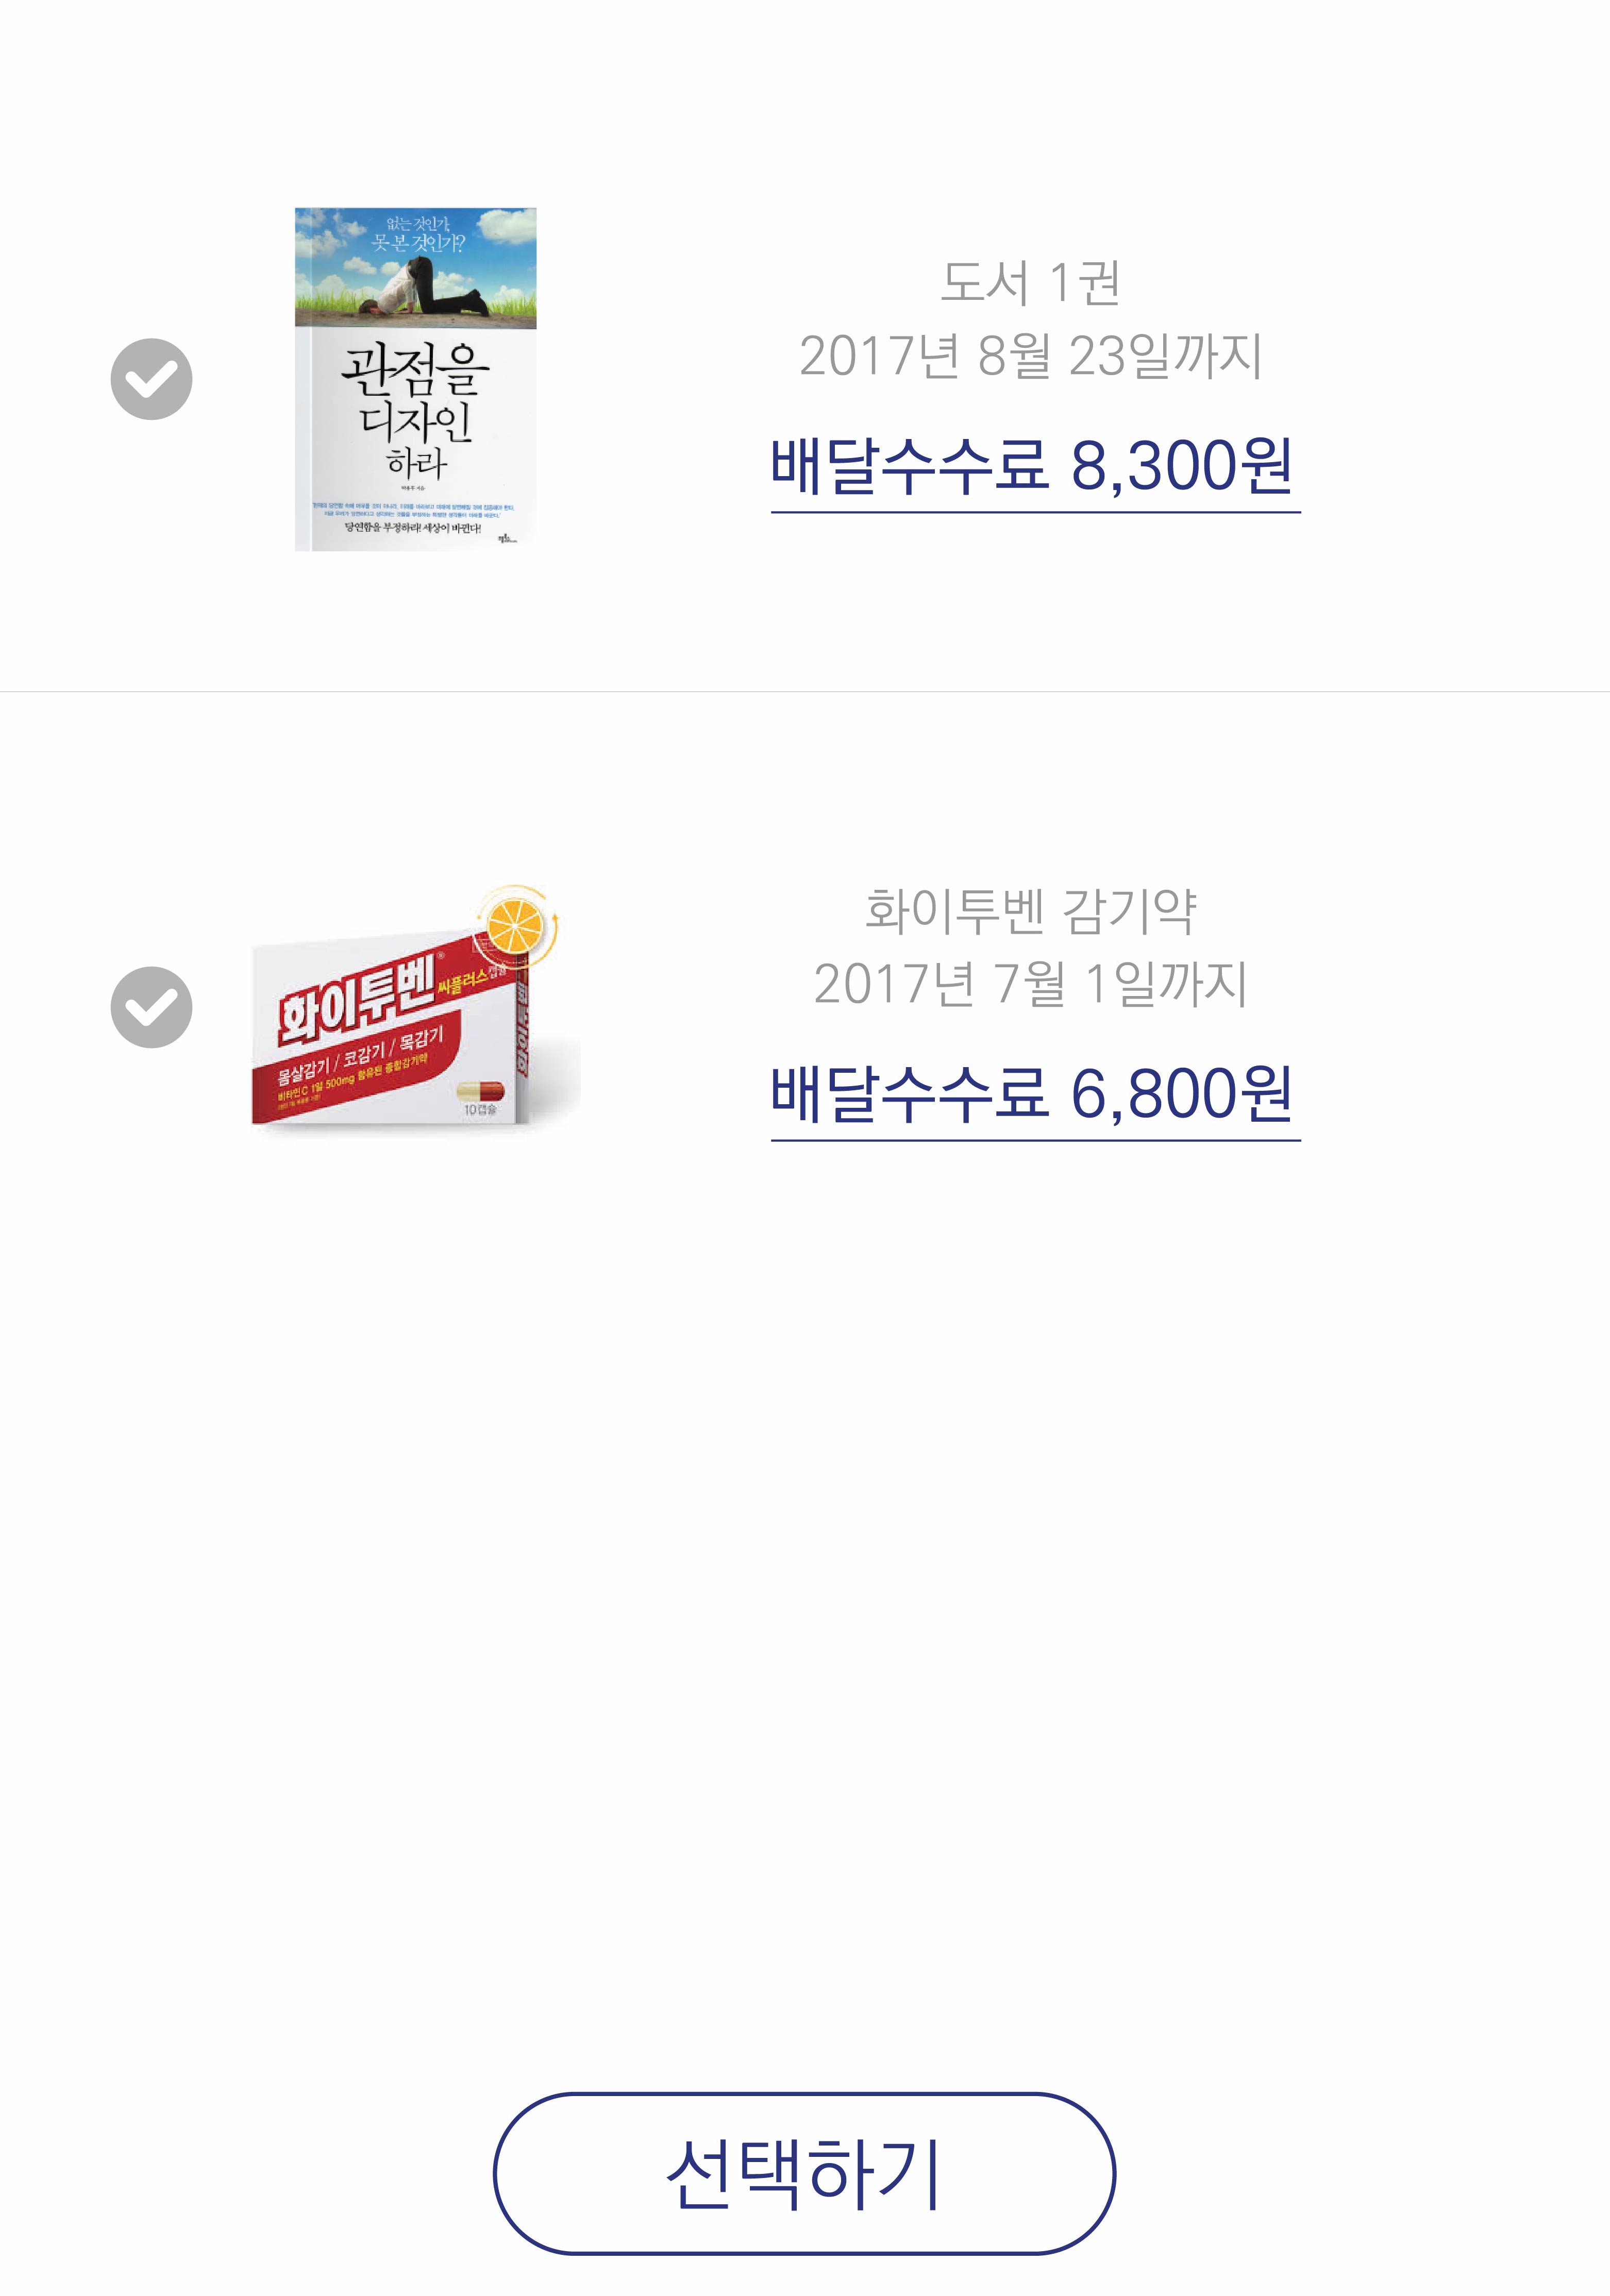 없는 것인가,
못 본 것인가?
관점을
디자인
하라
당연함을 부정하라! 세상이 바뀐다!
도서 1권
2017년 8월 23일까지
배달수수료 8,300원
화이투벤® 씨플러스캡슐
몸살감기 / 코감기 / 목감기
비타민C 1일 500mg 함유된 종합감기약
10캡슐
화이투벤 감기약
2017년 7월 1일까지
배달수수료 6,800원
선택하기